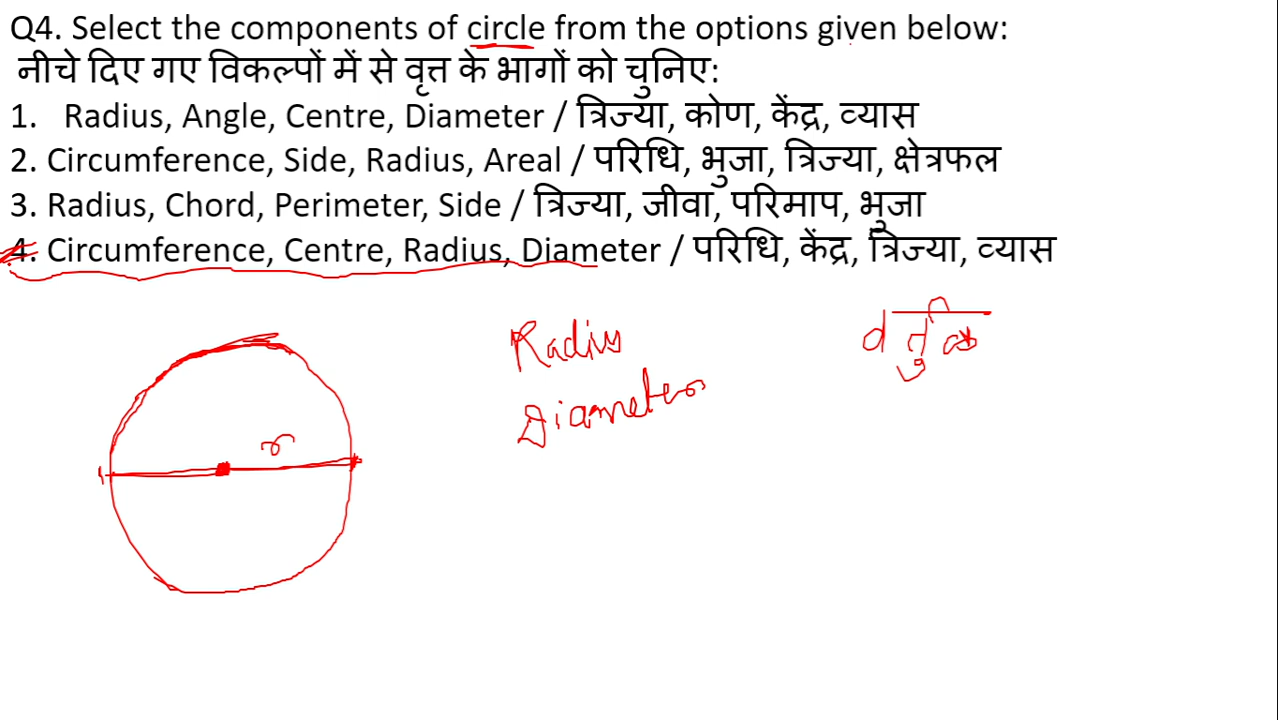 Q4. Select the components of circle from the options given below:
नीचे दिए गए विकल्पों में से वृत्त के भागों को चुनिए:
1. Radius, Angle, Centre, Diameter / त्रिज्या, कोण, केंद्र, व्यास
2. Circumference, Side, Radius, Areal / परिधि, भुजा, त्रिज्या, क्षेत्रफल
3. Radius, Chord, Perimeter, Side / त्रिज्या, जीवा, परिमाप, भुजा
4. Circumference, Centre, Radius, Diameter / परिधि, केंद्र, त्रिज्या, व्यास
Radius
Diameter
r